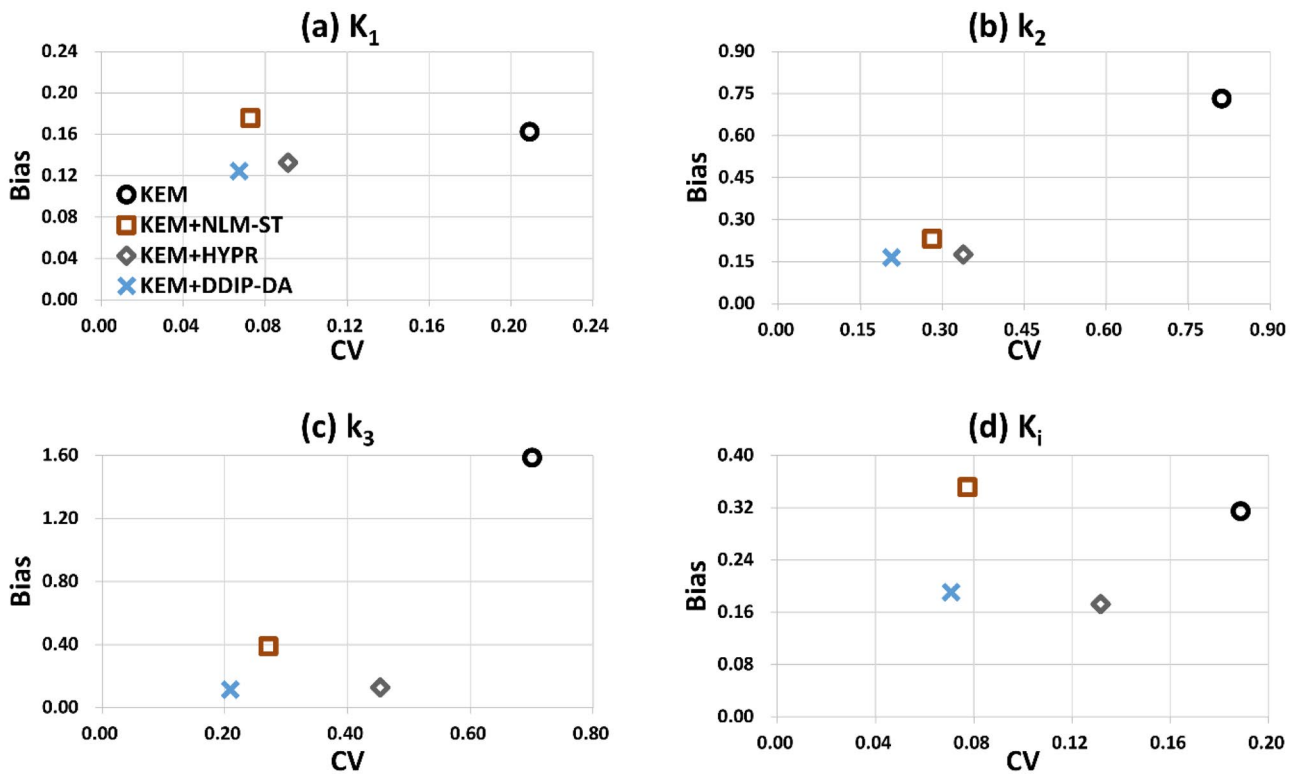 (a) K₁
0.24
0.20
0.16
0.12
0.08
0.04
0.00
Bias
KEM
KEM+NLM-ST
KEM+HYPR
KEM+DDIP-DA
0.00 0.04 0.08 0.12 0.16 0.20 0.24
CV
(b) k₂
0.90
0.75
0.60
0.45
0.30
0.15
0.00
Bias
0.00 0.15 0.30 0.45 0.60 0.75 0.90
CV
(c) k₃
1.60
1.20
0.80
0.40
0.00
Bias
0.00 0.20 0.40 0.60 0.80
CV
(d) Kᵢ
0.40
0.32
0.24
0.16
0.08
0.00
Bias
0.00 0.04 0.08 0.12 0.16 0.20
CV